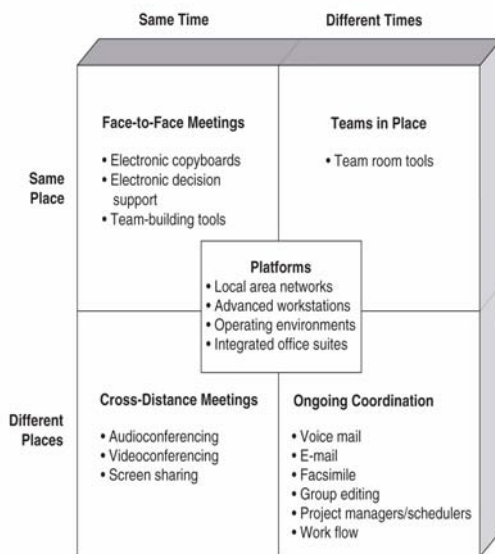 Same Time
Different Times
Same
Place
Face-to-Face Meetings
• Electronic copyboards
• Electronic decision
support
• Team-building tools
Teams in Place
• Team room tools
Platforms
• Local area networks
• Advanced workstations
• Operating environments
• Integrated office suites
Different
Places
Cross-Distance Meetings
• Audioconferencing
• Videoconferencing
• Screen sharing
Ongoing Coordination
• Voice mail
• E-mail
• Facsimile
• Group editing
• Project managers/schedulers
• Work flow